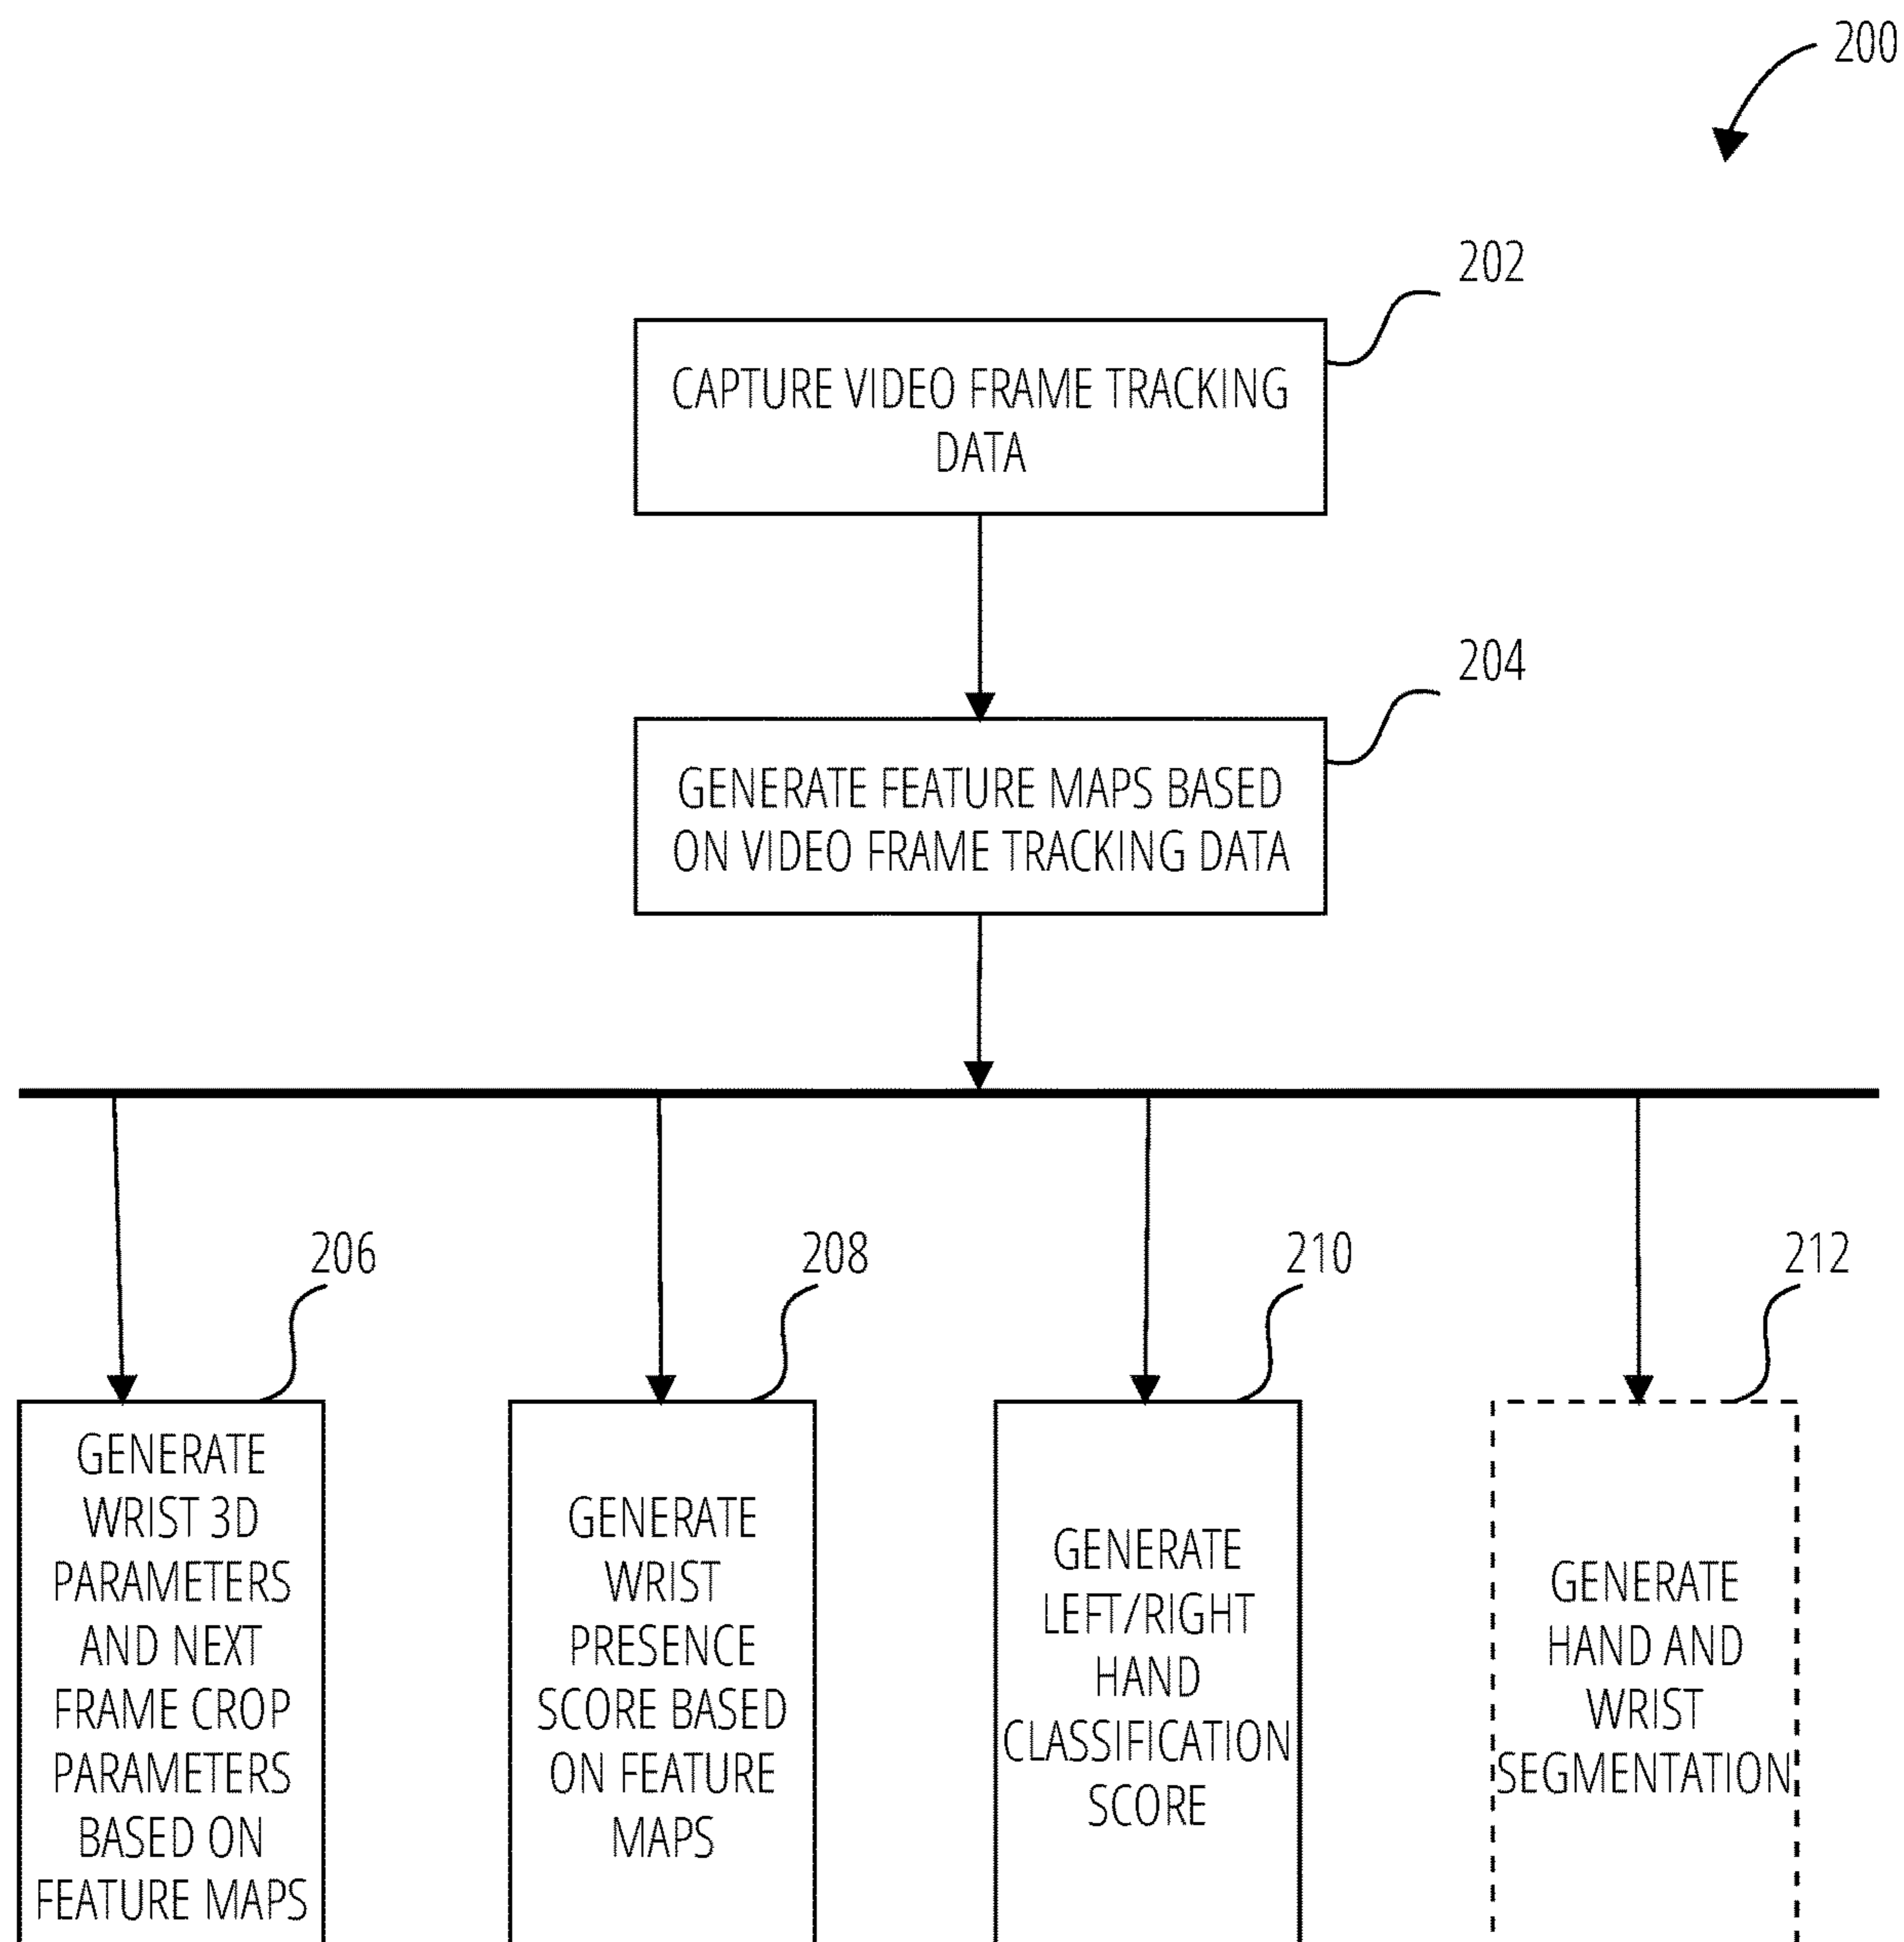 200
202
CAPTURE VIDEO FRAME TRACKING
DATA
204
GENERATE FEATURE MAPS BASED
ON VIDEO FRAME TRACKING DATA
206
GENERATE
WRIST 3D
PARAMETERS
AND NEXT
FRAME CROP
PARAMETERS
BASED ON
FEATURE MAPS
208
GENERATE
WRIST
PRESENCE
SCORE BASED
ON FEATURE
MAPS
210
GENERATE
LEFT/RIGHT
HAND
CLASSIFICATION
SCORE
212
GENERATE
HAND AND
WRIST
SEGMENTATION